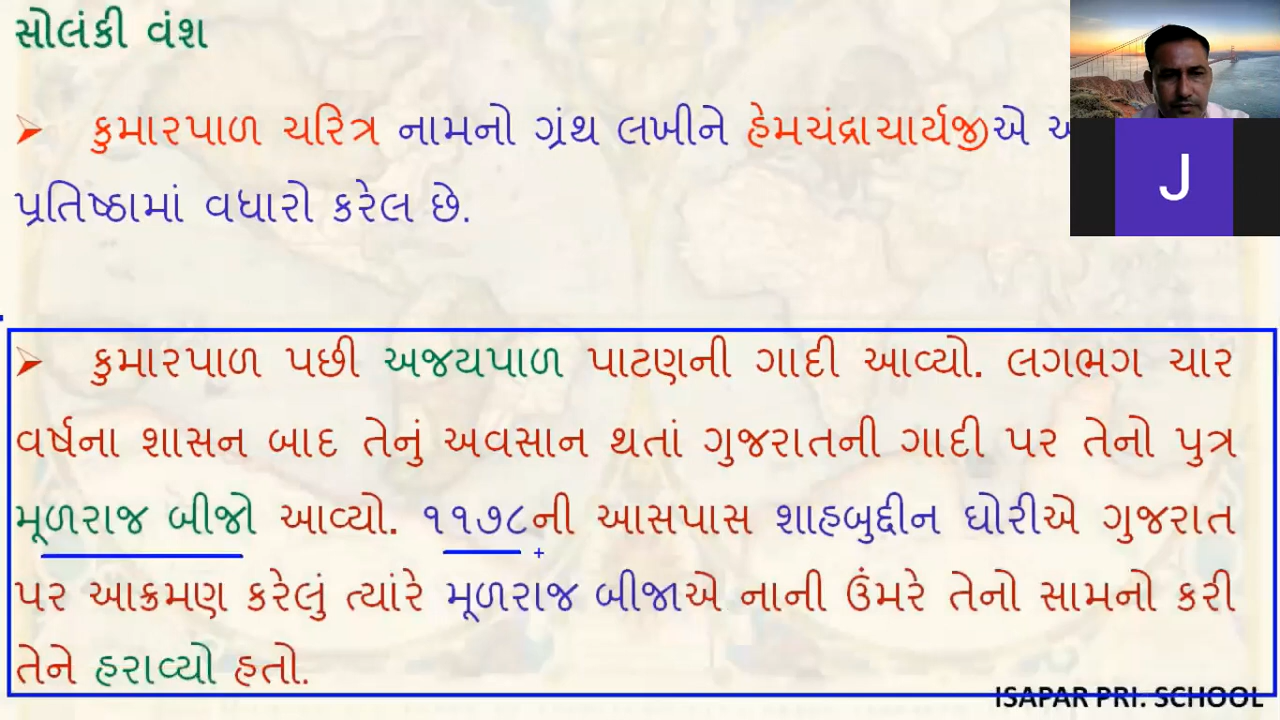 સોલંકી વંશ
➢ કુમારપાળ ચરિત્ર નામનો ગ્રંથ લખીને હેમચંદ્રાચાર્યજીએ
પ્રતિષ્ઠામાં વધારો કરેલ છે.
➢ કુમારપાળ પછી અજયપાળ પાટણની ગાદી આવ્યો. લગભગ ચાર
વર્ષના શાસન બાદ તેનું અવસાન થતાં ગુજરાતની ગાદી પર તેનો પુત્ર
મૂળરાજ બીજો આવ્યો. ૧૧૭૮ની આસપાસ શાહબુદ્દીન ઘોરીએ ગુજરાત
પર આક્રમણ કરેલું ત્યાંરે મૂળરાજ બીજાએ નાની ઉંમરે તેનો સામનો કરી
તેને હરાવ્યો હતો.
ISAPAR PRI. SCHOOL
J